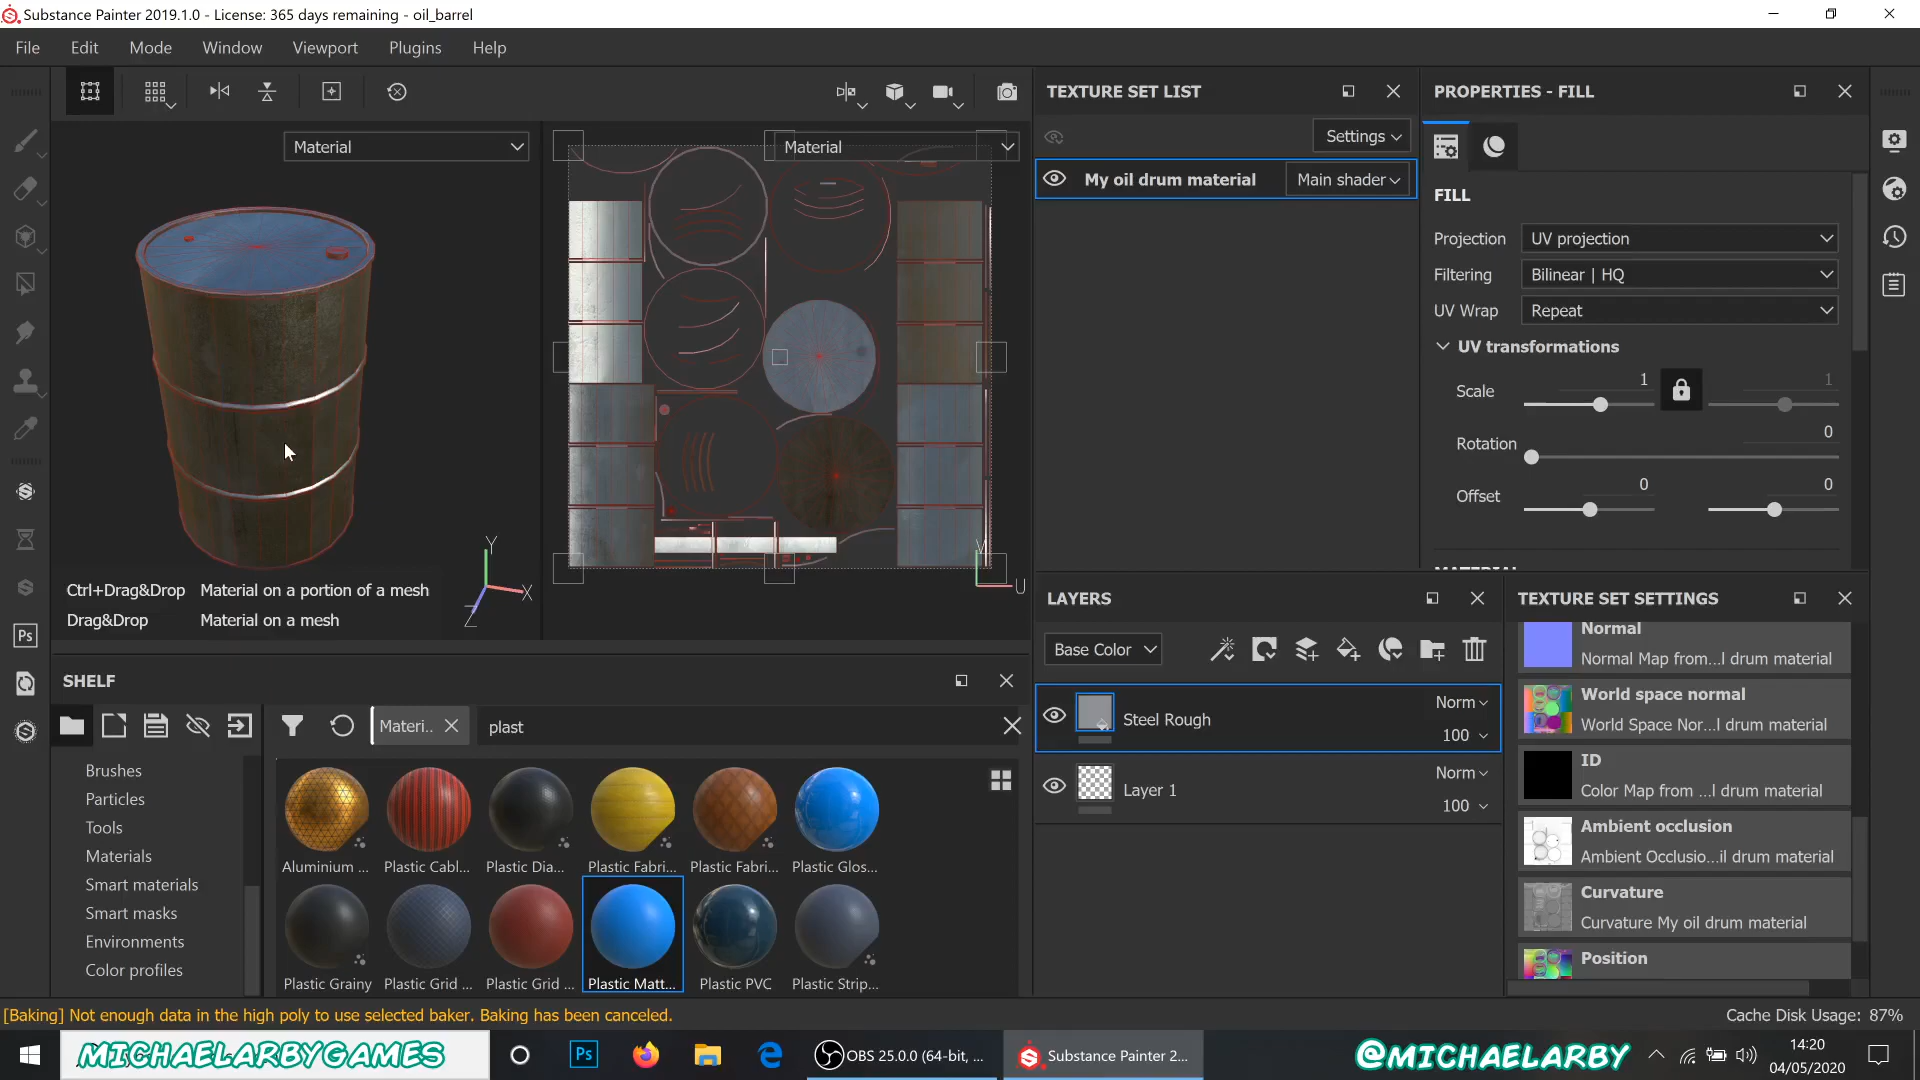 Substance Painter 2019.1.0 - License: 365 days remaining - oil_barrel
File Edit Mode Window Viewport Plugins Help
TEXTURE SET LIST
PROPERTIES - FILL
Settings
Material
Material
My oil drum material
Main shader
FILL
Projection
UV projection
Filtering
Bilinear | HQ
UV Wrap
Repeat
UV transformations
Scale
1
1
Rotation
0
Offset
0
0
Y
X
Z
U
Ctrl+Drag&Drop Material on a portion of a mesh
Drag&Drop Material on a mesh
LAYERS
TEXTURE SET SETTINGS
Base Color
Steel Rough
Norm
100
Layer 1
Norm
100
Normal
Normal Map from...l drum material
World space normal
World Space Nor...l drum material
ID
Color Map from ...l drum material
Ambient occlusion
Ambient Occlusio...il drum material
Curvature
Curvature My oil drum material
Position
SHELF
Materi..
plast
Brushes
Particles
Tools
Materials
Smart materials
Smart masks
Environments
Color profiles
Aluminium ...
Plastic Cabl...
Plastic Dia...
Plastic Fabri...
Plastic Fabri...
Plastic Glos...
Plastic Grainy
Plastic Grid ...
Plastic Grid ...
Plastic Matt...
Plastic PVC
Plastic Strip...
Ps
[Baking] Not enough data in the high poly to use selected baker. Baking has been canceled.
Cache Disk Usage: 87%
MICHAELARBYGAMES
Ps
OBS 25.0.0 (64-bit, ...
Substance Painter 2...
@MICHAELARBY
14:20
04/05/2020